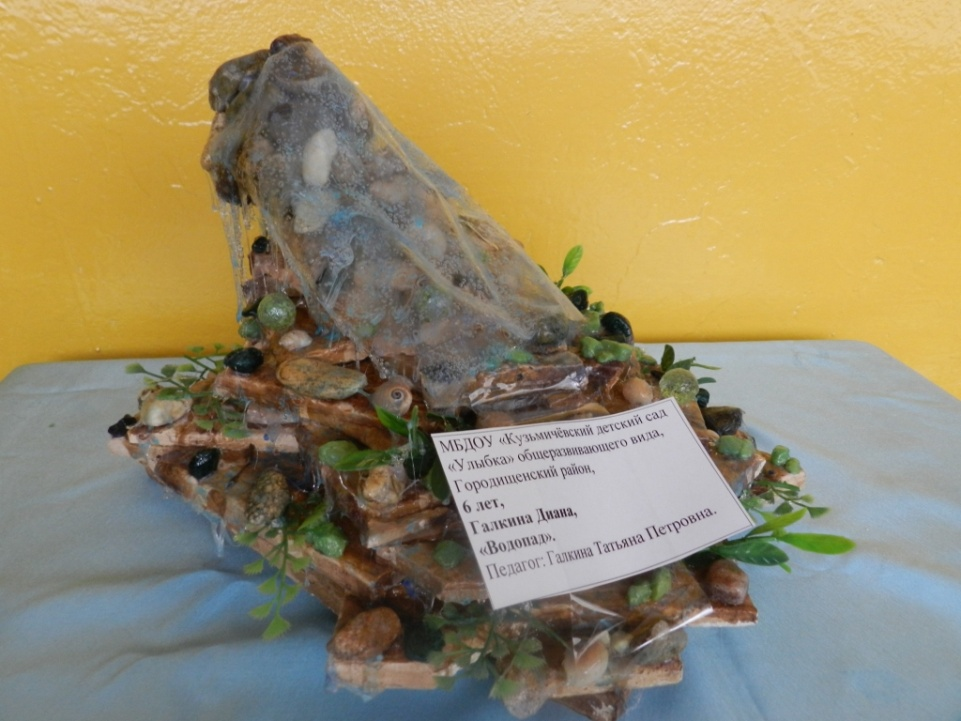 МБДОУ «Кузьмичёвский детский сад
«Улыбка» общеразвивающего вида,
Городищенский район,
6 лет,
Галкина Диана,
«Водопад».
Педагог: Галкина Татьяна Петровна.